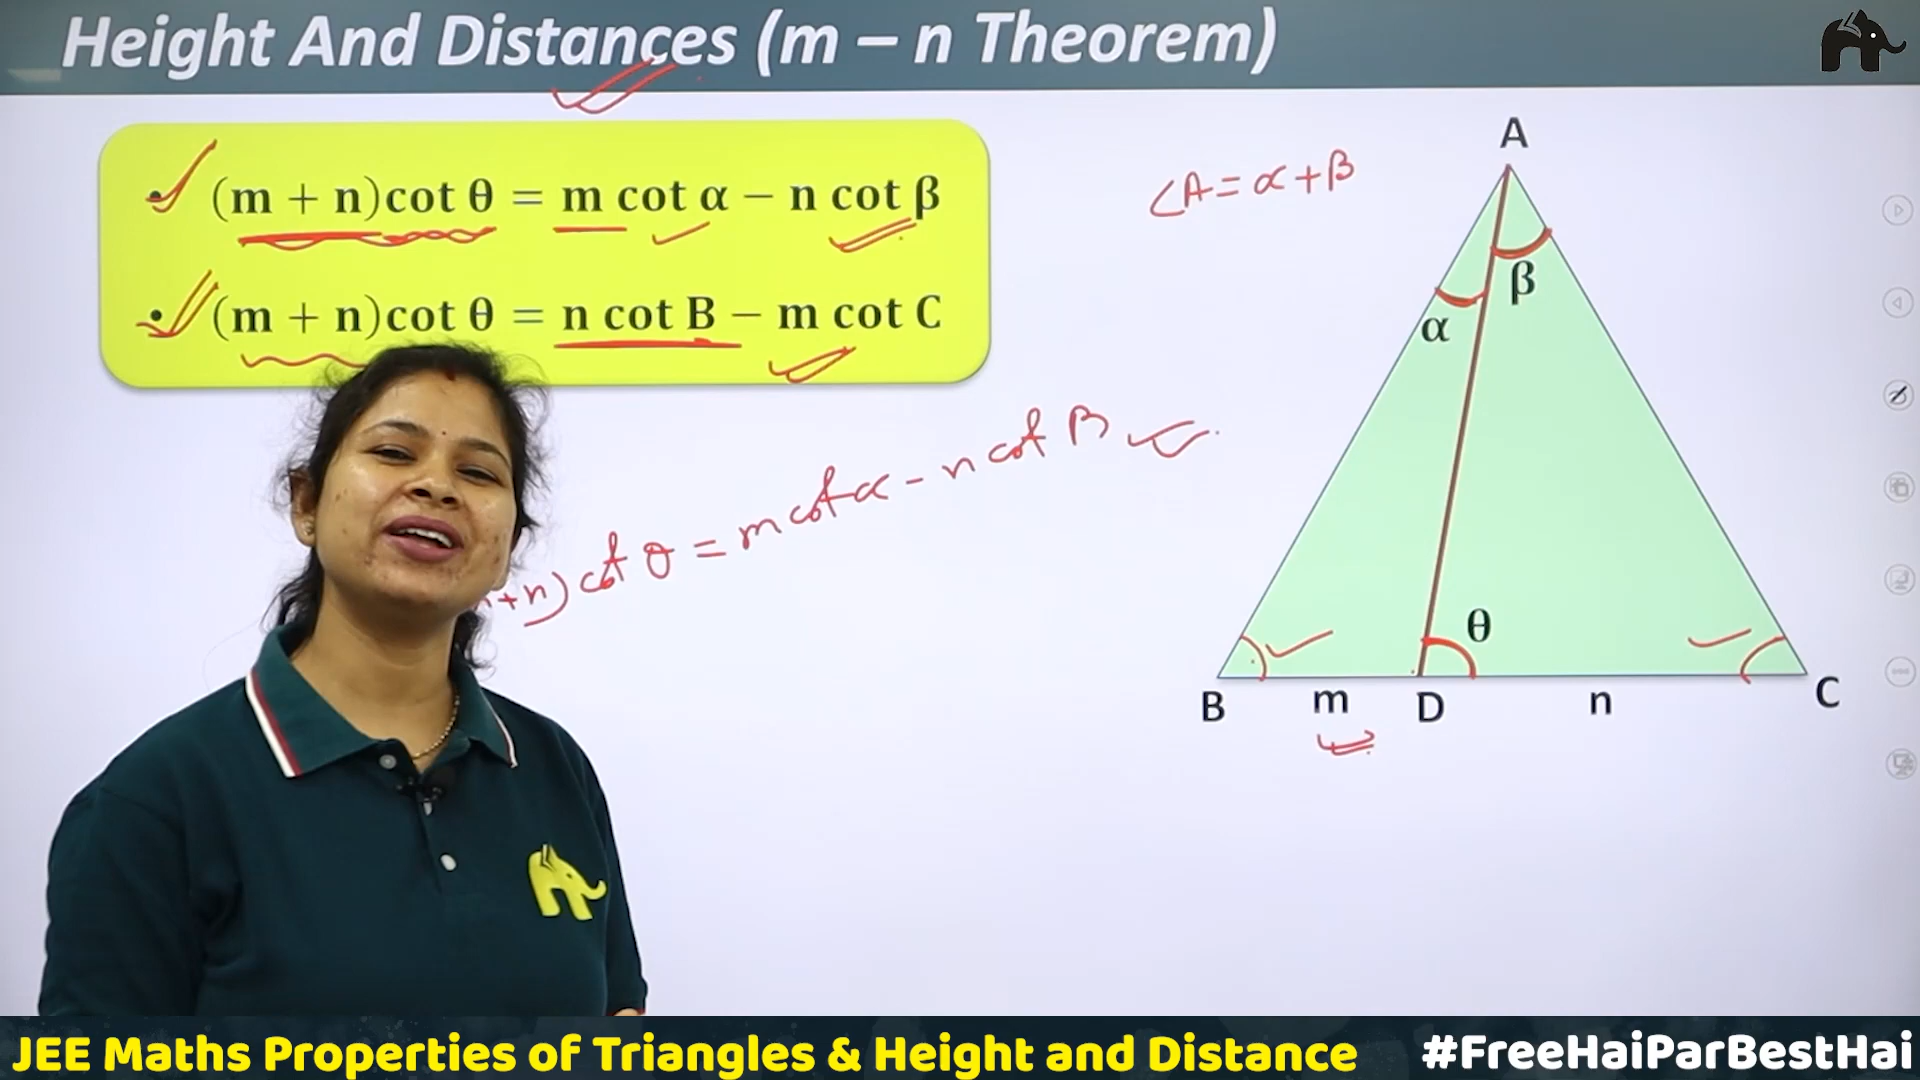 Height And Distances (m – n Theorem)
• (m + n)cot θ = m cot α – n cot β
• (m + n)cot θ = n cot B – m cot C
+n) cot θ = m cot α - n cot β
∠A = α + β
A
β
α
θ
B m D n C
JEE Maths Properties of Triangles & Height and Distance #FreeHaiParBestHai